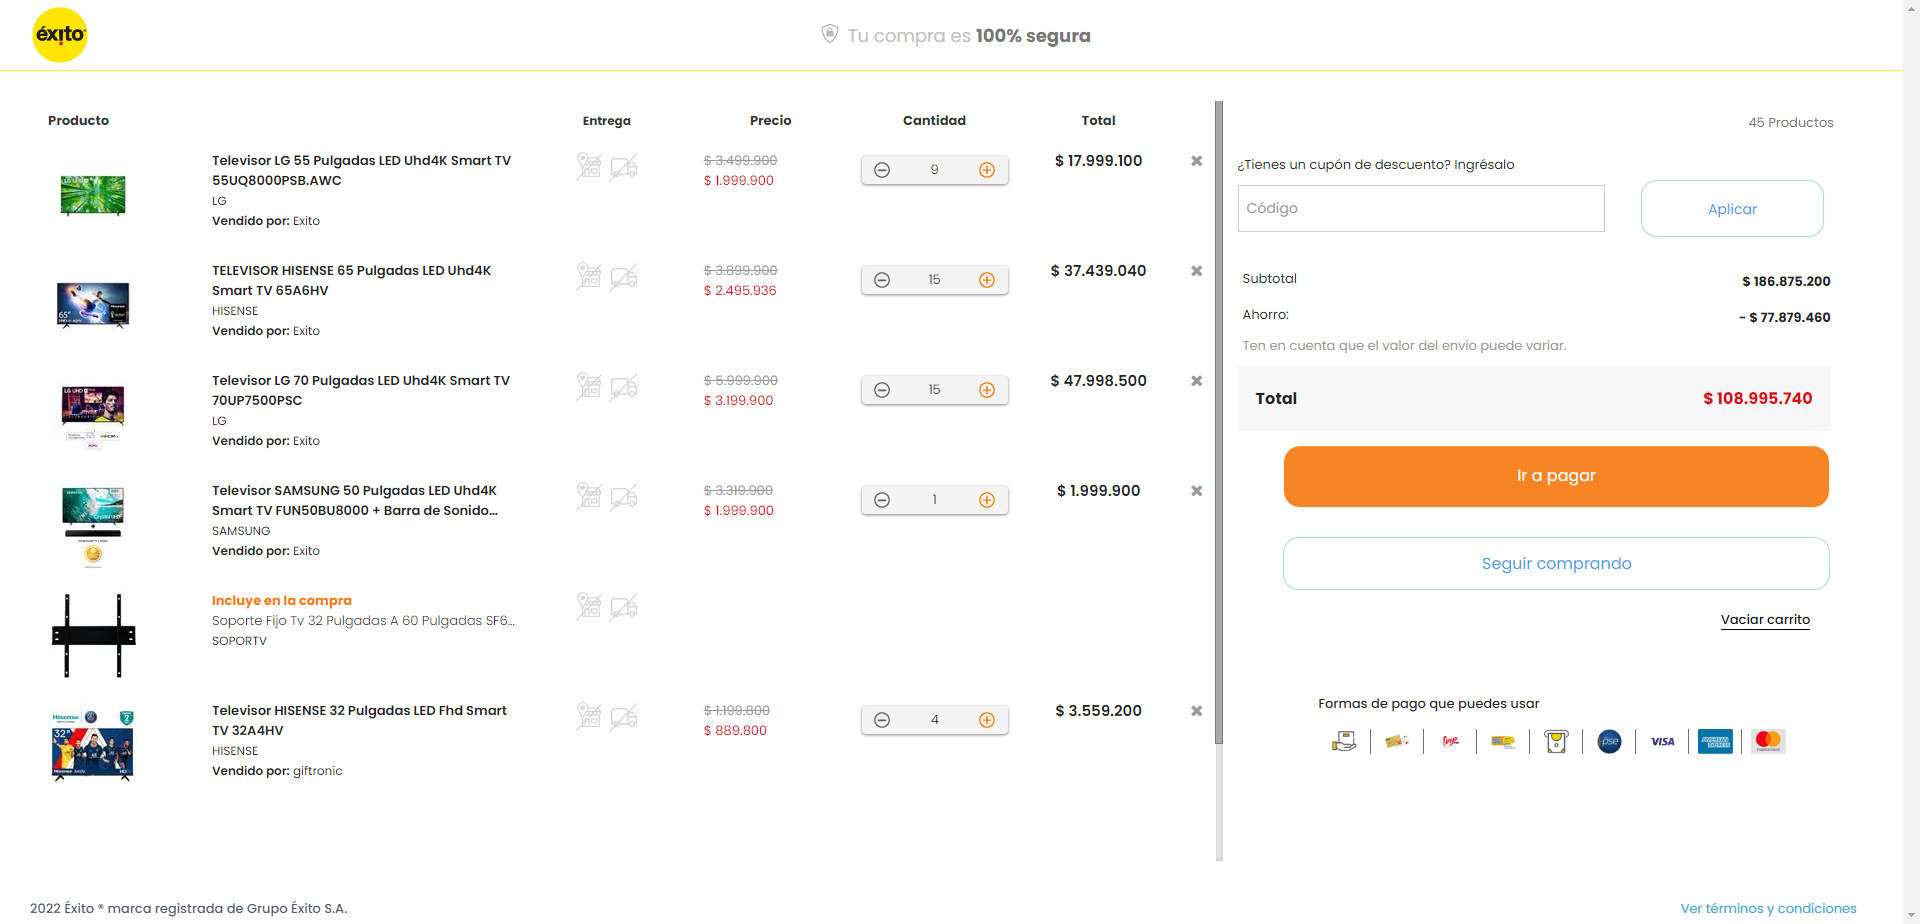 éxito
Tu compra es 100% segura
Producto Entrega Precio Cantidad Total
Televisor LG 55 Pulgadas LED Uhd4K Smart TV
55UQ8000PSB.AWC
LG
Vendido por: Exito
$ 3.499.900
$ 1.999.900
9
$ 17.999.100
TELEVISOR HISENSE 65 Pulgadas LED Uhd4K
Smart TV 65A6HV
HISENSE
Vendido por: Exito
$ 3.899.900
$ 2.495.936
15
$ 37.439.040
65"
Televisor LG 70 Pulgadas LED Uhd4K Smart TV
70UP7500PSC
LG
Vendido por: Exito
$ 5.999.900
$ 3.199.900
15
$ 47.998.500
LG UHD
Televisor SAMSUNG 50 Pulgadas LED Uhd4K
Smart TV FUN50BU8000 + Barra de Sonido...
SAMSUNG
Vendido por: Exito
$ 3.319.900
$ 1.999.900
1
$ 1.999.900
Incluye en la compra
Soporte Fijo Tv 32 Pulgadas A 60 Pulgadas SF6...
SOPORTV
Televisor HISENSE 32 Pulgadas LED Fhd Smart
TV 32A4HV
HISENSE
Vendido por: giftronic
$ 1.199.800
$ 889.800
4
$ 3.559.200
Hisense
32"
45 Productos
¿Tienes un cupón de descuento? Ingrésalo
Código
Aplicar
Subtotal $ 186.875.200
Ahorro: - $ 77.879.460
Ten en cuenta que el valor del envío puede variar.
Total $ 108.995.740
Ir a pagar
Seguir comprando
Vaciar carrito
Formas de pago que puedes usar
pse
VISA
AMERICAN EXPRESS
2022 Éxito ® marca registrada de Grupo Éxito S.A.
Ver términos y condiciones